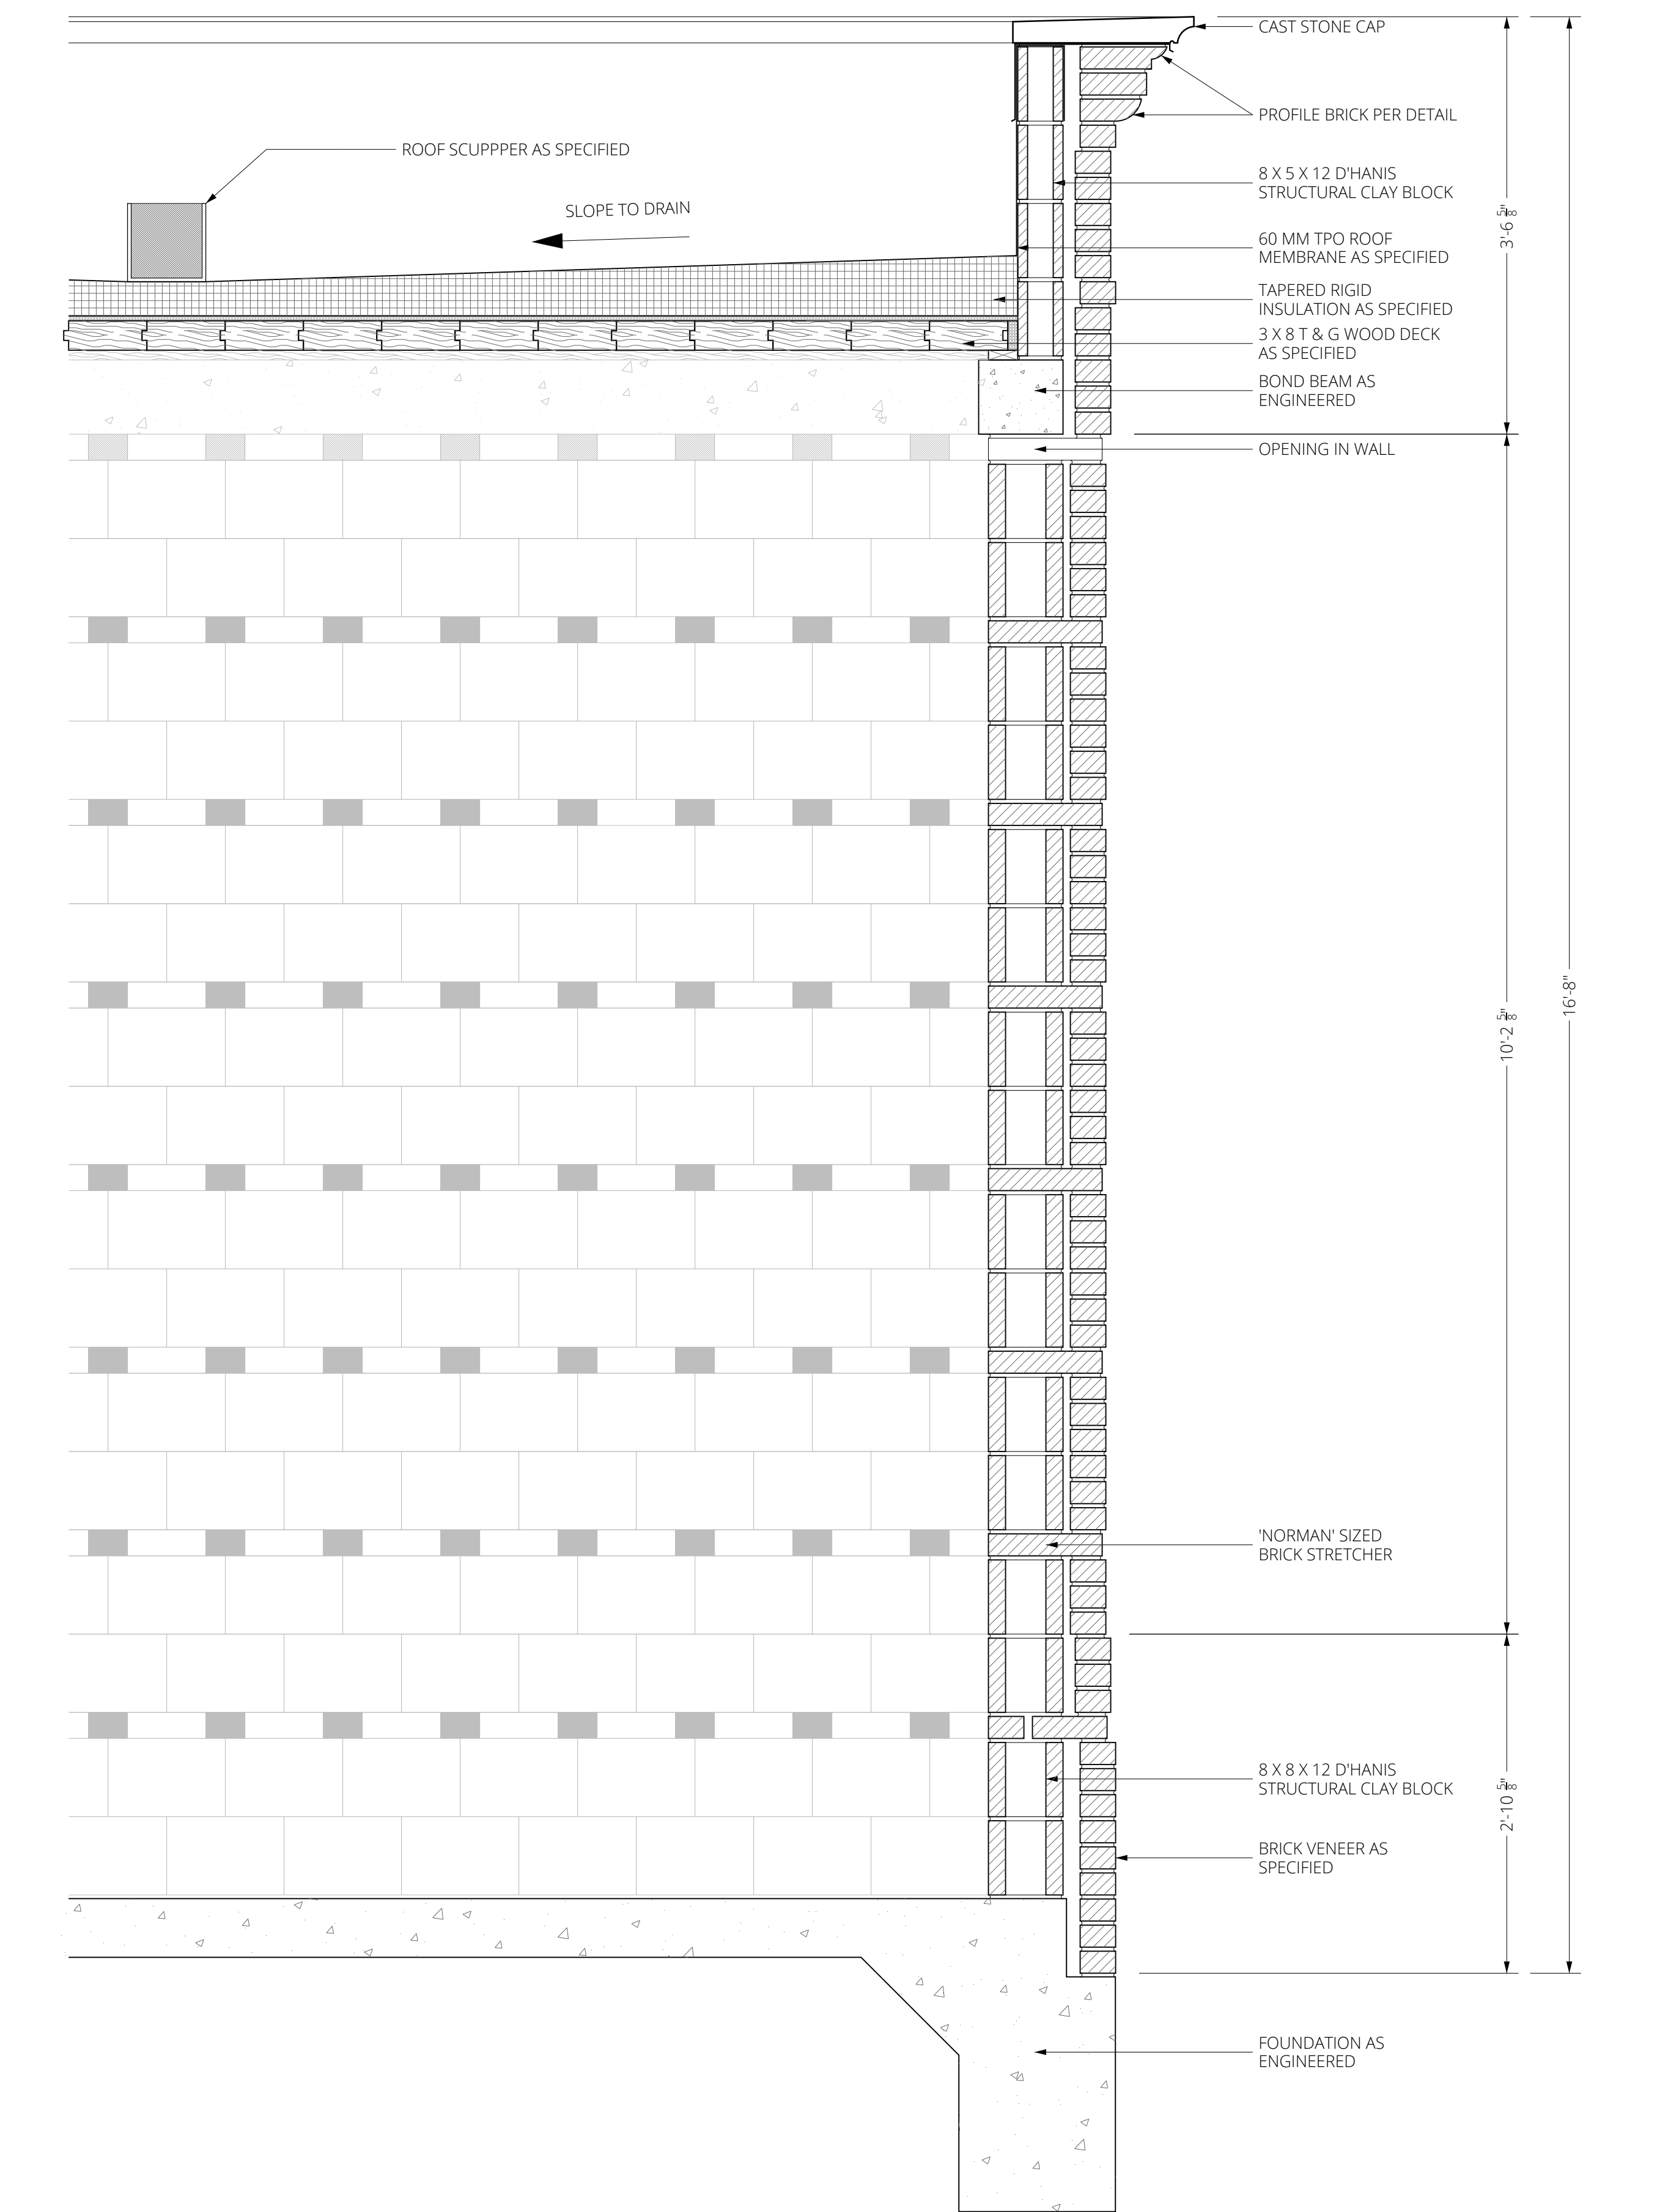 CAST STONE CAP
PROFILE BRICK PER DETAIL
ROOF SCUPPPER AS SPECIFIED
8 X 5 X 12 D'HANIS
STRUCTURAL CLAY BLOCK
SLOPE TO DRAIN
3'-6 5/8"
60 MM TPO ROOF
MEMBRANE AS SPECIFIED
TAPERED RIGID
INSULATION AS SPECIFIED
3 X 8 T & G WOOD DECK
AS SPECIFIED
BOND BEAM AS
ENGINEERED
OPENING IN WALL
16'-8"
10'-2 5/8"
'NORMAN' SIZED
BRICK STRETCHER
8 X 8 X 12 D'HANIS
STRUCTURAL CLAY BLOCK
2'-10 5/8"
BRICK VENEER AS
SPECIFIED
FOUNDATION AS
ENGINEERED